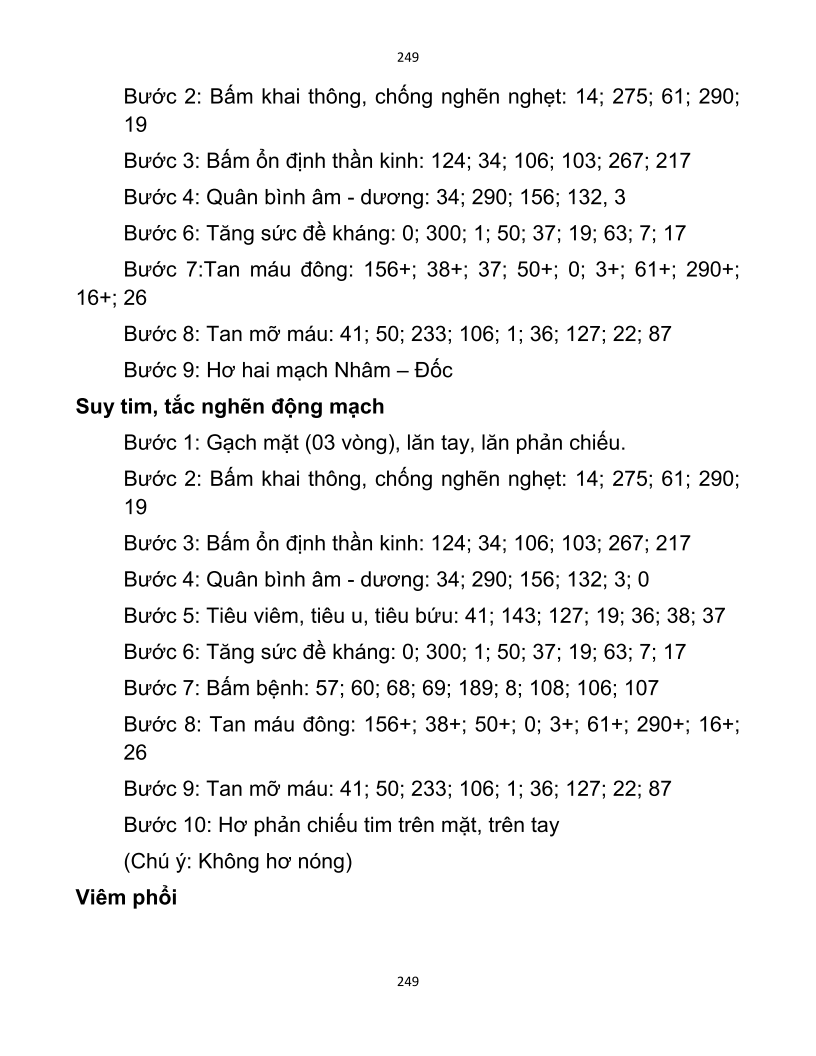 249
Bước 2: Bấm khai thông, chống nghẽn nghẹt: 14; 275; 61; 290;
19
Bước 3: Bấm ổn định thần kinh: 124; 34; 106; 103; 267; 217
Bước 4: Quân bình âm - dương: 34; 290; 156; 132, 3
Bước 6: Tăng sức đề kháng: 0; 300; 1; 50; 37; 19; 63; 7; 17
Bước 7:Tan máu đông: 156+; 38+; 37; 50+; 0; 3+; 61+; 290+;
16+; 26
Bước 8: Tan mỡ máu: 41; 50; 233; 106; 1; 36; 127; 22; 87
Bước 9: Hơ hai mạch Nhâm – Đốc
Suy tim, tắc nghẽn động mạch
Bước 1: Gạch mặt (03 vòng), lăn tay, lăn phản chiếu.
Bước 2: Bấm khai thông, chống nghẽn nghẹt: 14; 275; 61; 290;
19
Bước 3: Bấm ổn định thần kinh: 124; 34; 106; 103; 267; 217
Bước 4: Quân bình âm - dương: 34; 290; 156; 132; 3; 0
Bước 5: Tiêu viêm, tiêu u, tiêu bứu: 41; 143; 127; 19; 36; 38; 37
Bước 6: Tăng sức đề kháng: 0; 300; 1; 50; 37; 19; 63; 7; 17
Bước 7: Bấm bệnh: 57; 60; 68; 69; 189; 8; 108; 106; 107
Bước 8: Tan máu đông: 156+; 38+; 50+; 0; 3+; 61+; 290+; 16+;
26
Bước 9: Tan mỡ máu: 41; 50; 233; 106; 1; 36; 127; 22; 87
Bước 10: Hơ phản chiếu tim trên mặt, trên tay
(Chú ý: Không hơ nóng)
Viêm phổi
249